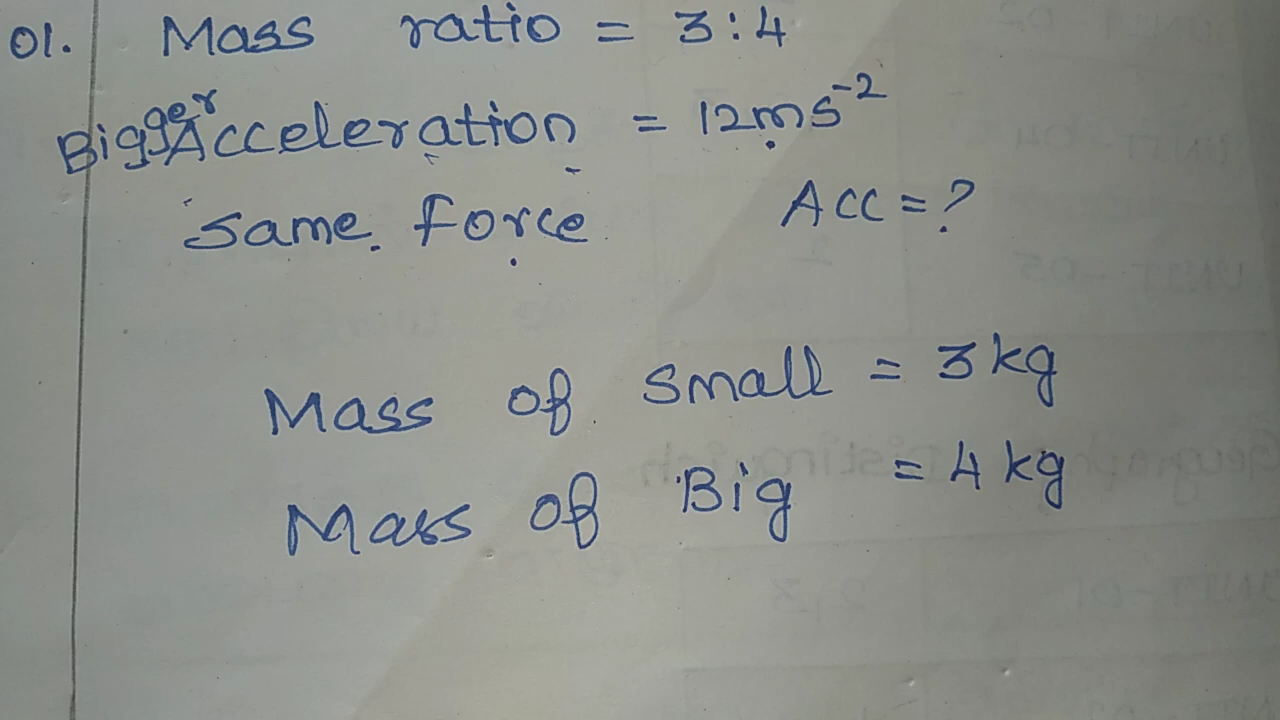 01. Mass ratio = 3:4
Bigger Acceleration = 12ms⁻²
same force Acc = ?
Mass of small = 3kg
Mass of Big = 4kg